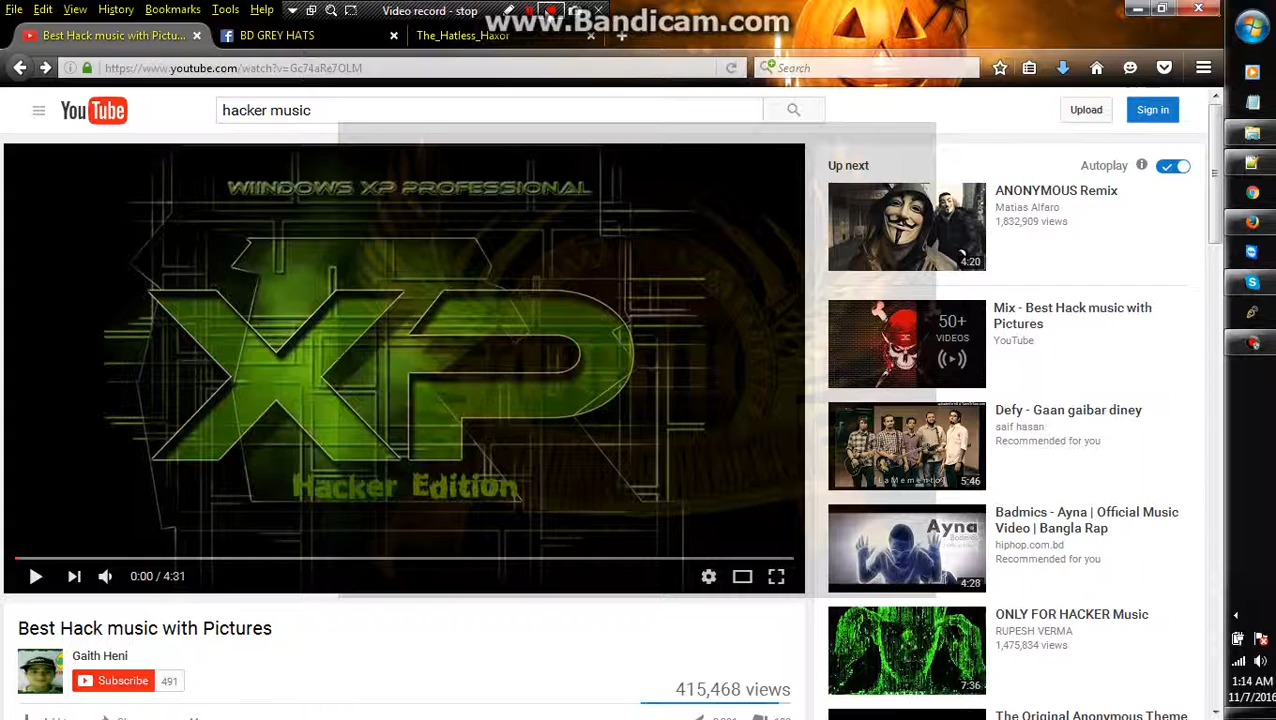 File Edit View History Bookmarks Tools Help
Video record - stop
www.Bandicam.com
Best Hack music with Pictu...
BD GREY HATS
The_Hatless_Haxor
https://www.youtube.com/watch?v=Gc74aRe7OLM
Search
YouTube
hacker music
Upload
Sign in
WIINDOWS XP PROFESSIONAL
XP
Hacker Edition
0:00 / 4:31
Best Hack music with Pictures
Gaith Heni
Subscribe 491
415,468 views
Up next
Autoplay
ANONYMOUS Remix
Matias Alfaro
1,832,909 views
4:20
50+
VIDEOS
Mix - Best Hack music with
Pictures
YouTube
Defy - Gaan gaibar diney
saif hasan
Recommended for you
LaMemento
5:46
Badmics - Ayna | Official Music
Video | Bangla Rap
hiphop.com.bd
Recommended for you
Ayna
4:28
ONLY FOR HACKER Music
RUPESH VERMA
1,475,834 views
7:36
The Original Anonymous Theme
1:14 AM
11/7/2016